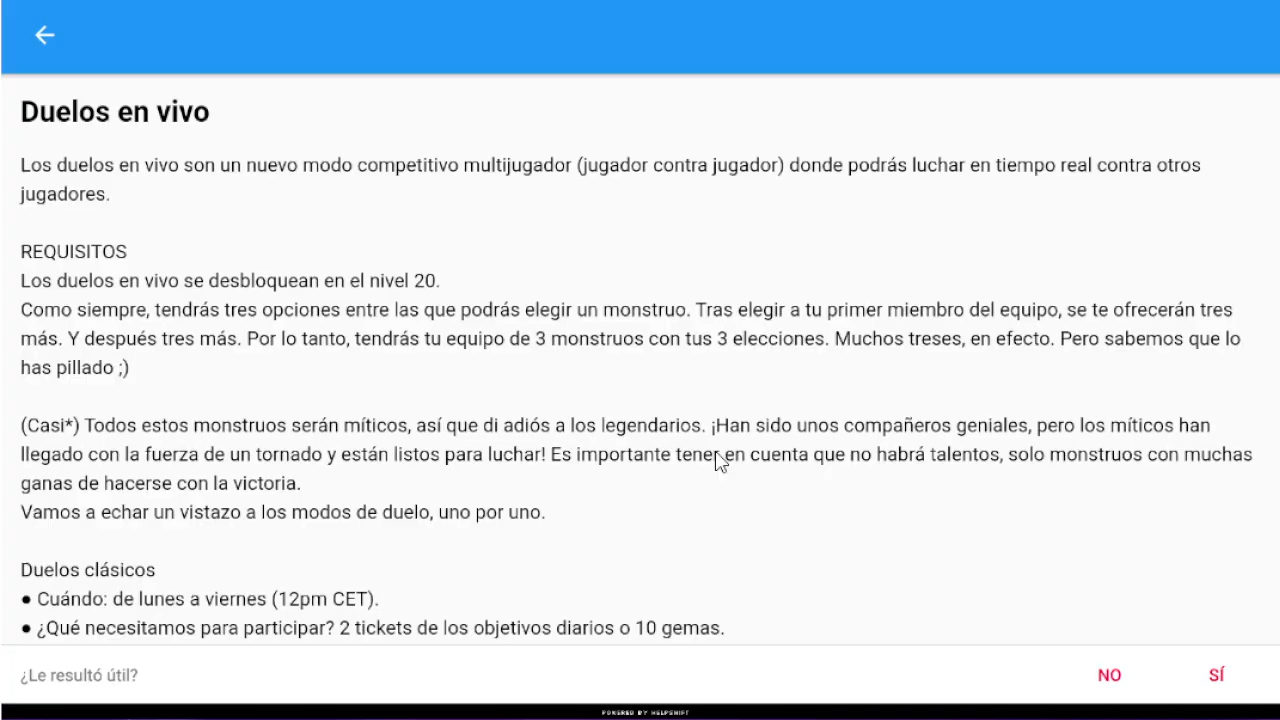 Duelos en vivo
Los duelos en vivo son un nuevo modo competitivo multijugador (jugador contra jugador) donde podrás luchar en tiempo real contra otros
jugadores.
REQUISITOS
Los duelos en vivo se desbloquean en el nivel 20.
Como siempre, tendrás tres opciones entre las que podrás elegir un monstruo. Tras elegir a tu primer miembro del equipo, se te ofrecerán tres
más. Y después tres más. Por lo tanto, tendrás tu equipo de 3 monstruos con tus 3 elecciones. Muchos treses, en efecto. Pero sabemos que lo
has pillado ;)
(Casi*) Todos estos monstruos serán míticos, así que di adiós a los legendarios. ¡Han sido unos compañeros geniales, pero los míticos han
llegado con la fuerza de un tornado y están listos para luchar! Es importante tener en cuenta que no habrá talentos, solo monstruos con muchas
ganas de hacerse con la victoria.
Vamos a echar un vistazo a los modos de duelo, uno por uno.
Duelos clásicos
● Cuándo: de lunes a viernes (12pm CET).
● ¿Qué necesitamos para participar? 2 tickets de los objetivos diarios o 10 gemas.
¿Le resultó útil?
NO
SÍ
POWERED BY HELPSHIFT